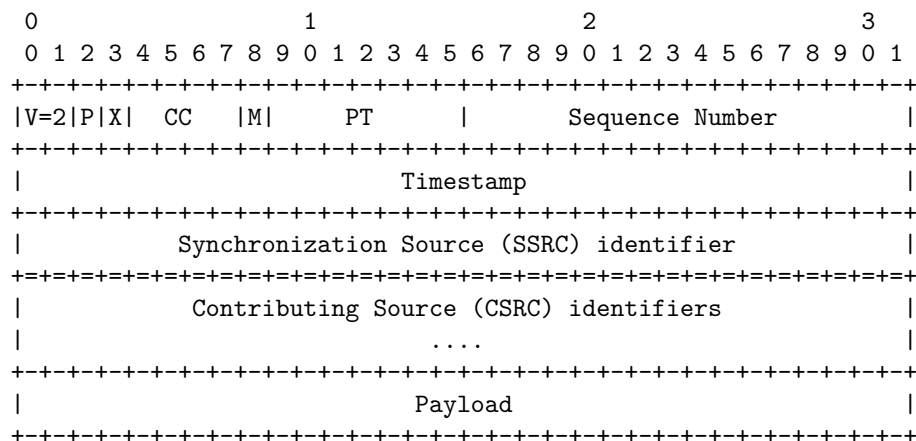 0                   1                   2                   3
 0 1 2 3 4 5 6 7 8 9 0 1 2 3 4 5 6 7 8 9 0 1 2 3 4 5 6 7 8 9 0 1
+-+-+-+-+-+-+-+-+-+-+-+-+-+-+-+-+-+-+-+-+-+-+-+-+-+-+-+-+-+-+-+-+
|V=2|P|X|  CC   |M|     PT      |       Sequence Number         |
+-+-+-+-+-+-+-+-+-+-+-+-+-+-+-+-+-+-+-+-+-+-+-+-+-+-+-+-+-+-+-+-+
|                           Timestamp                           |
+-+-+-+-+-+-+-+-+-+-+-+-+-+-+-+-+-+-+-+-+-+-+-+-+-+-+-+-+-+-+-+-+
|           Synchronization Source (SSRC) identifier            |
+=+=+=+=+=+=+=+=+=+=+=+=+=+=+=+=+=+=+=+=+=+=+=+=+=+=+=+=+=+=+=+=+
|            Contributing Source (CSRC) identifiers             |
|                             ....                              |
+-+-+-+-+-+-+-+-+-+-+-+-+-+-+-+-+-+-+-+-+-+-+-+-+-+-+-+-+-+-+-+-+
|                            Payload                            |
+-+-+-+-+-+-+-+-+-+-+-+-+-+-+-+-+-+-+-+-+-+-+-+-+-+-+-+-+-+-+-+-+